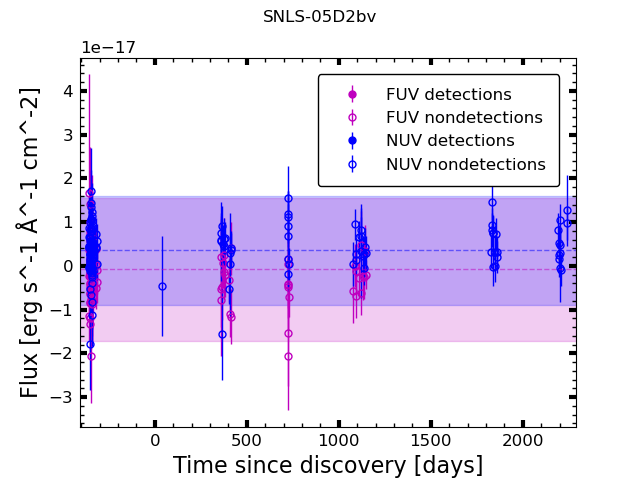 SNLS-05D2bv
1e−17
FUV detections
FUV nondetections
NUV detections
NUV nondetections
4
3
2
1
0
−1
−2
−3
Flux [erg s^-1 Å^-1 cm^-2]
0 500 1000 1500 2000
Time since discovery [days]